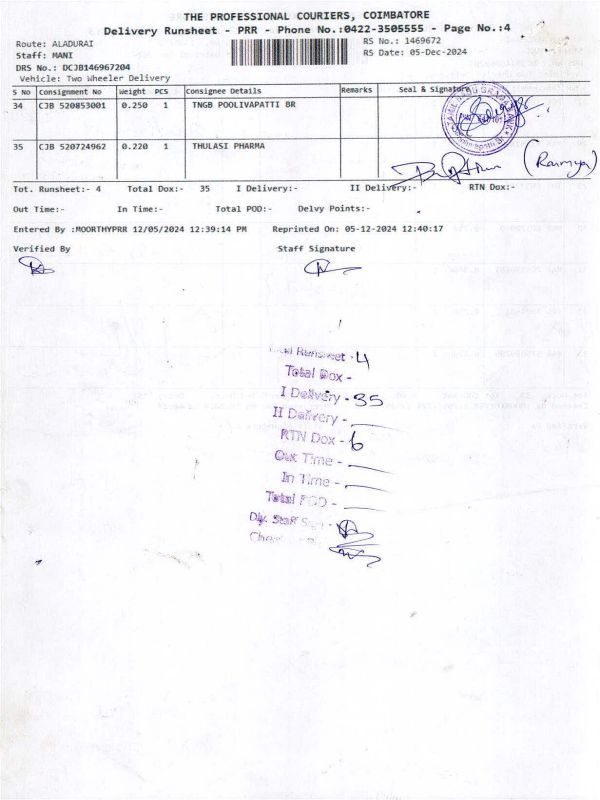 THE PROFESSIONAL COURIERS, COIMBATORE
Delivery Runsheet - PRR - Phone No.:0422-3505555 - Page No.:4
Route: ALADURAI
RS No.: 1469672
Staff: MANI
RS Date: 05-Dec-2024
DRS No.: DCJB146967204
Vehicle: Two Wheeler Delivery
S No Consignment No Weight PCS Consignee Details Remarks Seal & Signature
34 CJB 520853001 0.250 1 TNGB POOLIVAPATTI BR
35 CJB 520724962 0.220 1 THULASI PHARMA
(Ramya)
Tot. Runsheet:- 4 Total Dox:- 35 I Delivery:- II Delivery:- RTN Dox:-
Out Time:- In Time:- Total POD:- Delvy Points:-
Entered By :MOORTHYPRR 12/05/2024 12:39:14 PM Reprinted On: 05-12-2024 12:40:17
Verified By Staff Signature
Runsheet - 4
Total Dox -
I Delivery - 35
II Delivery -
RTN Dox - 6
Out Time -
In Time -
Total POD -
Dly. Staff